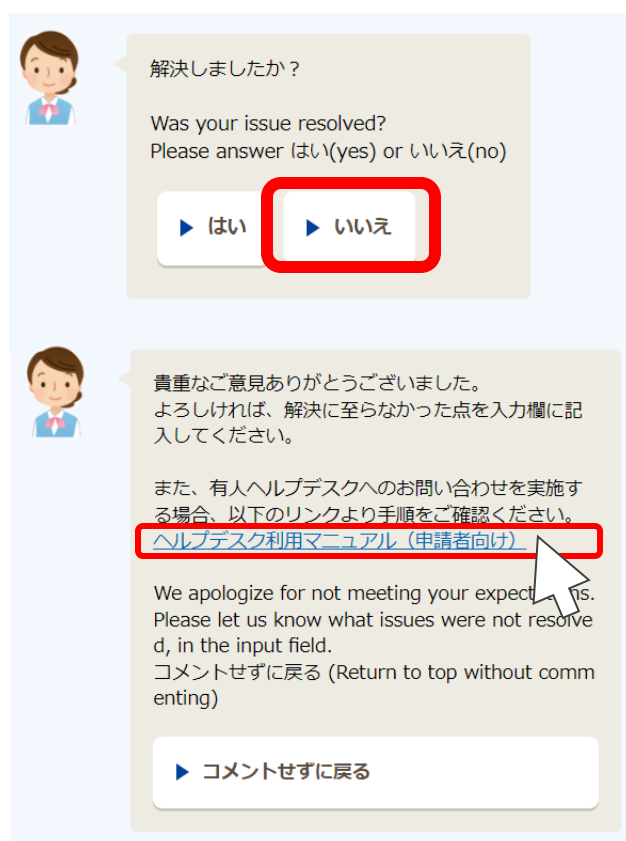 解決しましたか？
Was your issue resolved?
Please answer はい(yes) or いいえ(no)
▶ はい
▶ いいえ
貴重なご意見ありがとうございました。
よろしければ、解決に至らなかった点を入力欄に記
入してください。
また、有人ヘルプデスクへのお問い合わせを実施す
る場合、以下のリンクより手順をご確認ください。
ヘルプデスク利用マニュアル（申請者向け）
We apologize for not meeting your expectations.
Please let us know what issues were not resolve
d, in the input field.
コメントせずに戻る (Return to top without comm
enting)
▶ コメントせずに戻る